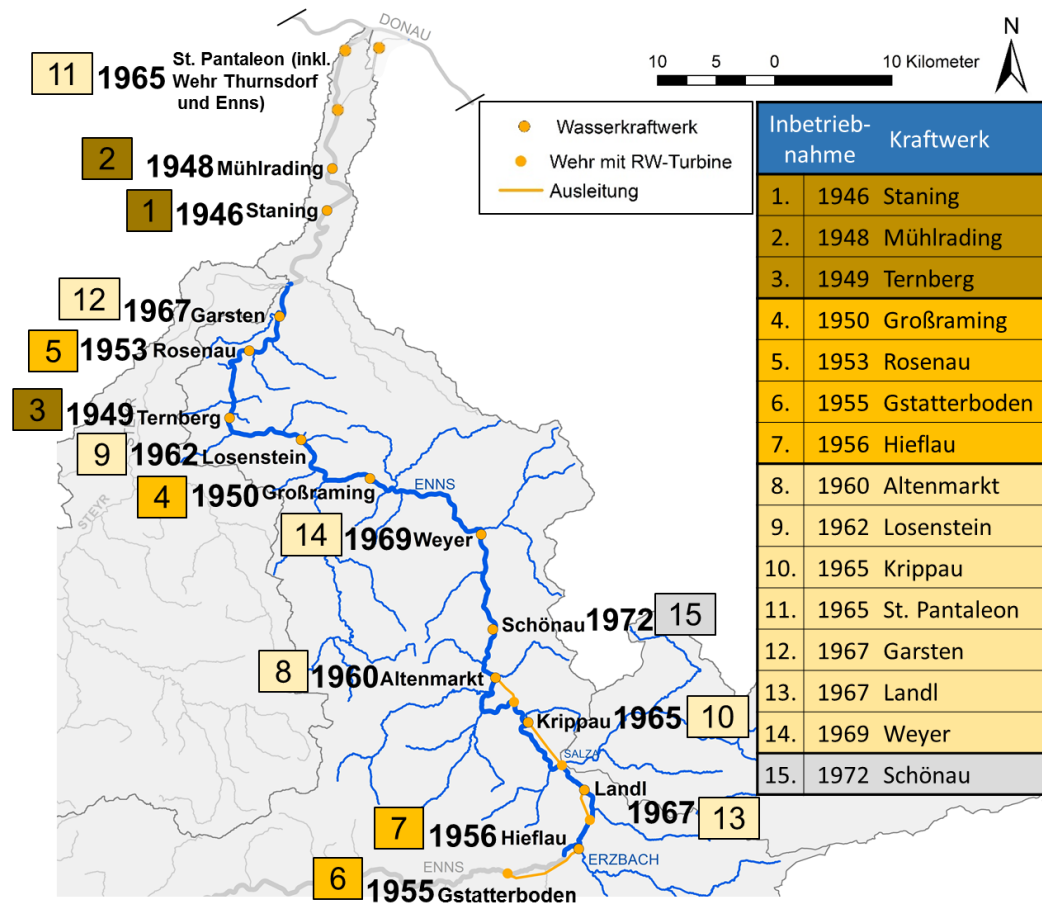 DONAU
N
10 5 0 10 Kilometer
11 1965 St. Pantaleon (inkl.
Wehr Thurnsdorf
und Enns)
2 1948 Mühlrading
1 1946 Staning
12 1967 Garsten
5 1953 Rosenau
3 1949 Ternberg
9 1962 Losenstein
4 1950 Großraming
ENNS
STEYR
14 1969 Weyer
Schönau 1972 15
8 1960 Altenmarkt
Krippau 1965 10
SALZA
Landl
1967 13
7 1956 Hieflau
ENNS
ERZBACH
6 1955 Gstatterboden
Wasserkraftwerk
Wehr mit RW-Turbine
Ausleitung
Inbetrieb-
nahme Kraftwerk
1. 1946 Staning
2. 1948 Mühlrading
3. 1949 Ternberg
4. 1950 Großraming
5. 1953 Rosenau
6. 1955 Gstatterboden
7. 1956 Hieflau
8. 1960 Altenmarkt
9. 1962 Losenstein
10. 1965 Krippau
11. 1965 St. Pantaleon
12. 1967 Garsten
13. 1967 Landl
14. 1969 Weyer
15. 1972 Schönau